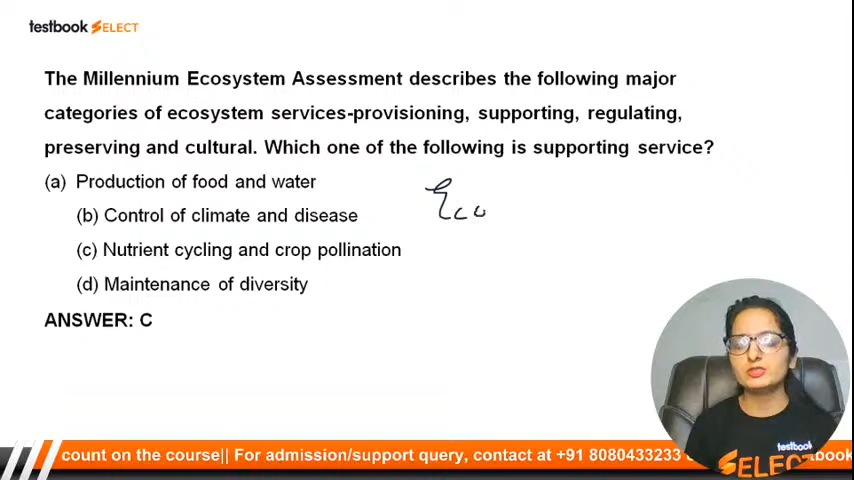 testbook SELECT
The Millennium Ecosystem Assessment describes the following major
categories of ecosystem services-provisioning, supporting, regulating,
preserving and cultural. Which one of the following is supporting service?
(a) Production of food and water
Eco
(b) Control of climate and disease
(c) Nutrient cycling and crop pollination
(d) Maintenance of diversity
ANSWER: C
testbook
SELECT
count on the course|| For admission/support query, contact at +91 8080433233